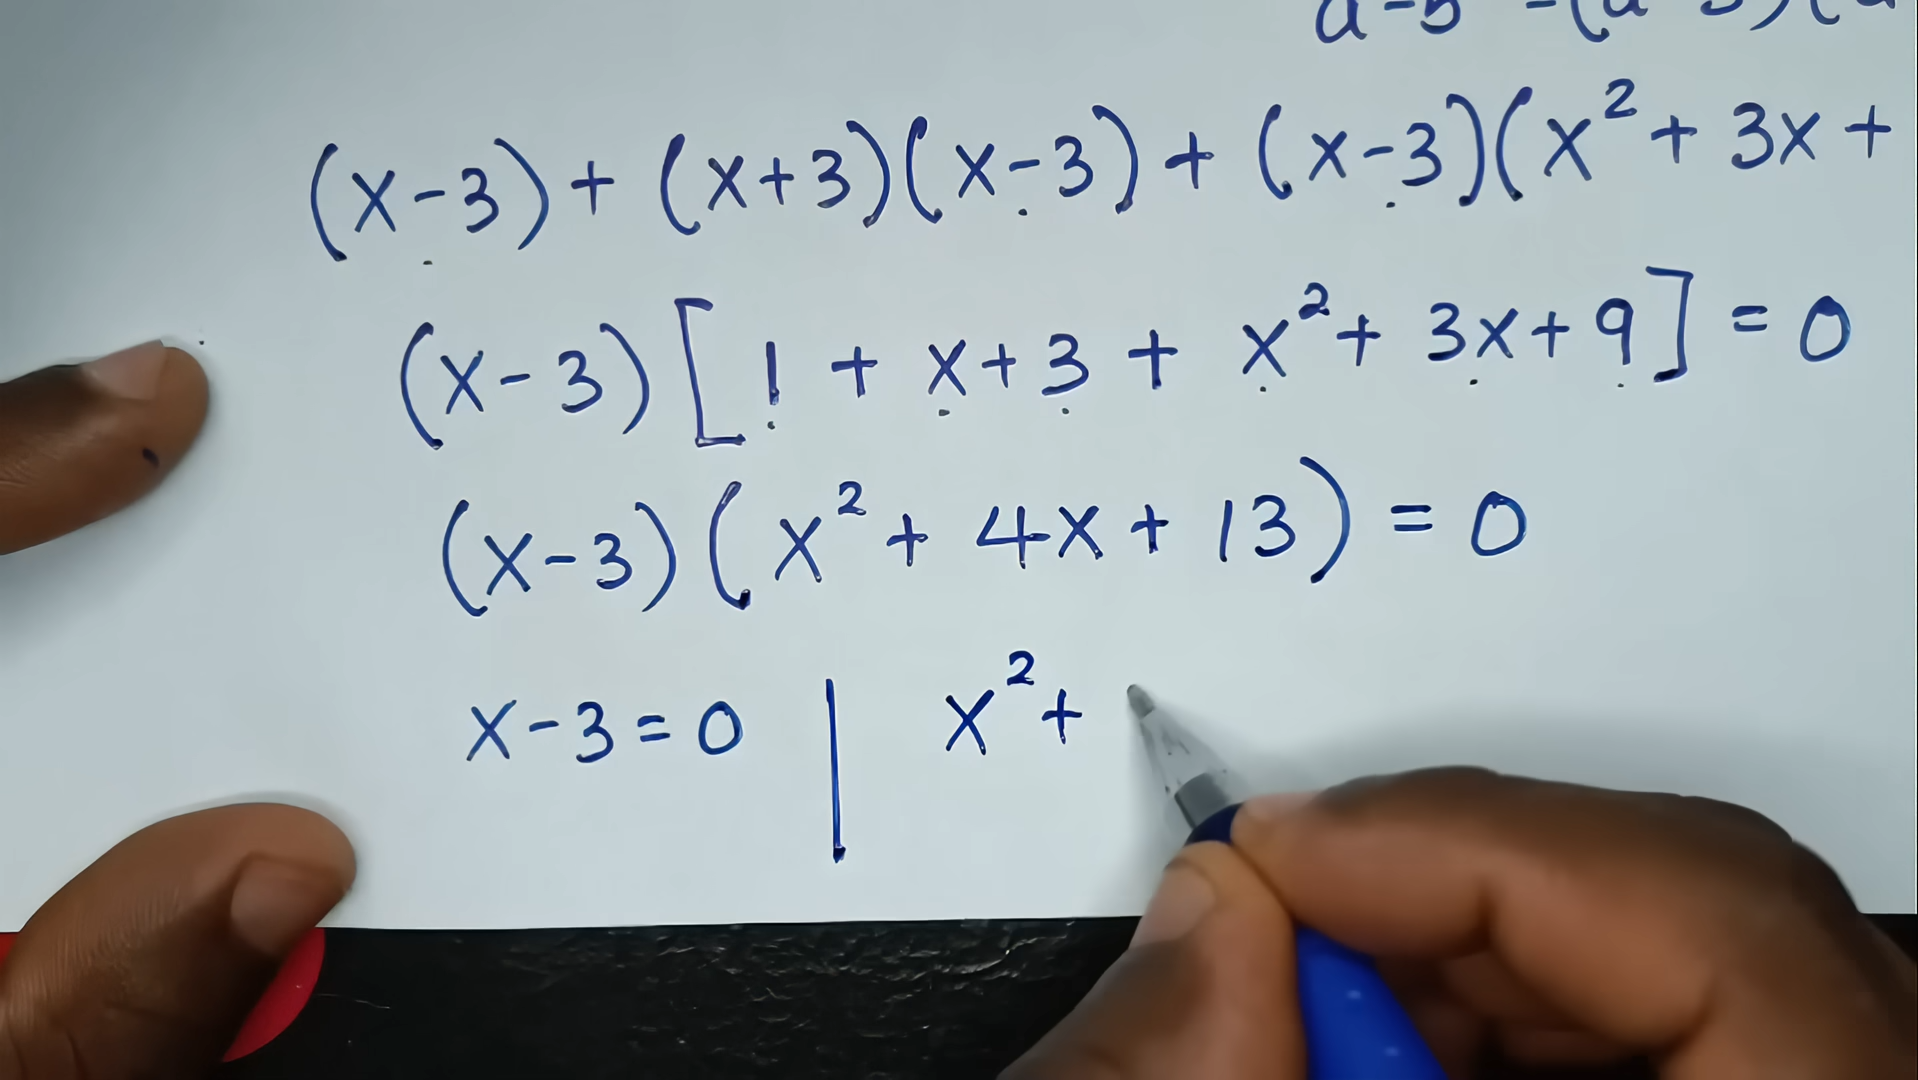 (x-3) + (x+3)(x-3) + (x-3)(x² + 3x +
(x-3)[1 + x+3 + x² + 3x+9] = 0
(x-3)(x² + 4x + 13) = 0
x-3=0 | x² +